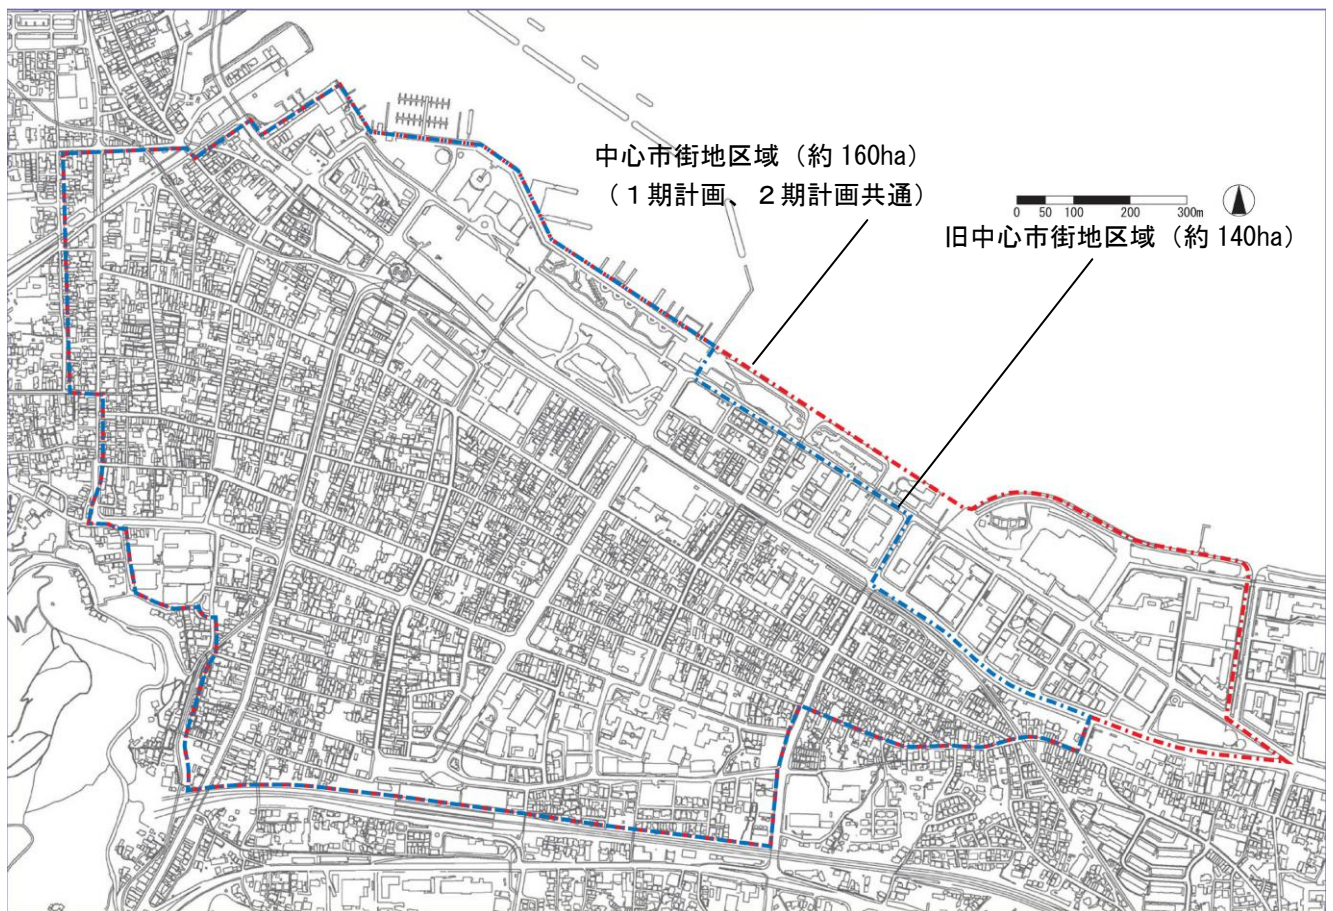 中心市街地区域（約 160ha）
（１期計画、２期計画共通）
0 50 100 200 300m
旧中心市街地区域（約 140ha）